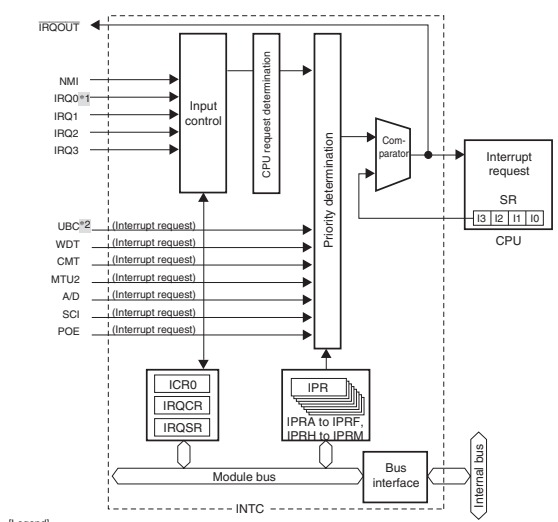 IRQOUT
NMI
IRQ0*1
IRQ1
IRQ2
IRQ3
Input
control
CPU request determination
Priority determination
Com-
parator
Interrupt
request
SR
I3 I2 I1 I0
CPU
UBC*2 (Interrupt request)
WDT (Interrupt request)
CMT (Interrupt request)
MTU2 (Interrupt request)
A/D (Interrupt request)
SCI (Interrupt request)
POE (Interrupt request)
ICR0
IRQCR
IRQSR
IPR
IPRA to IPRF,
IPRH to IPRM
Module bus
Bus
interface
Internal bus
INTC